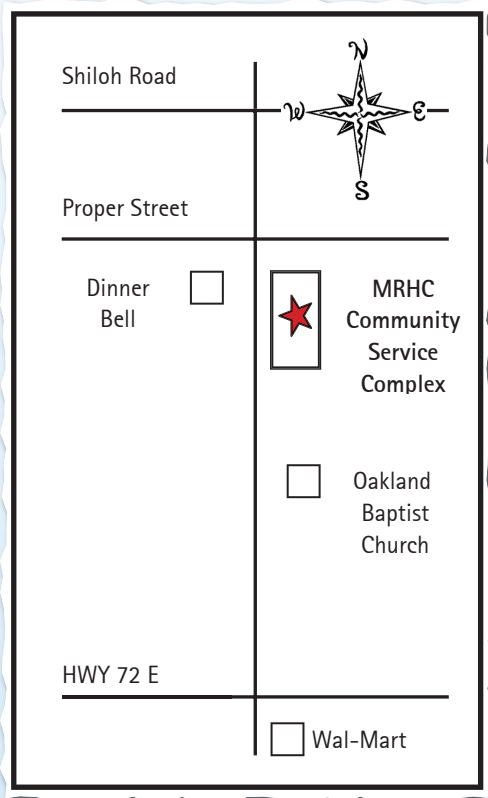 N
Shiloh Road
W E
S
Proper Street
Dinner
Bell
MRHC
Community
Service
Complex
Oakland
Baptist
Church
HWY 72 E
Wal-Mart